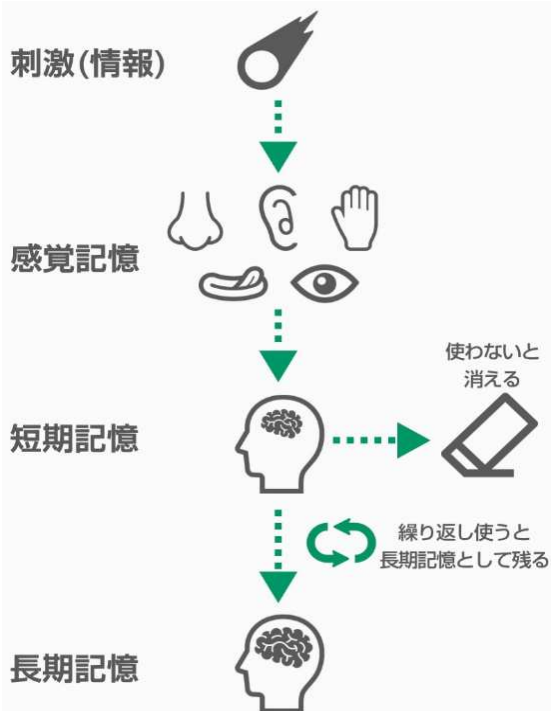 刺激(情報)
感覚記憶
使わないと
消える
短期記憶
繰り返し使うと
長期記憶として残る
長期記憶